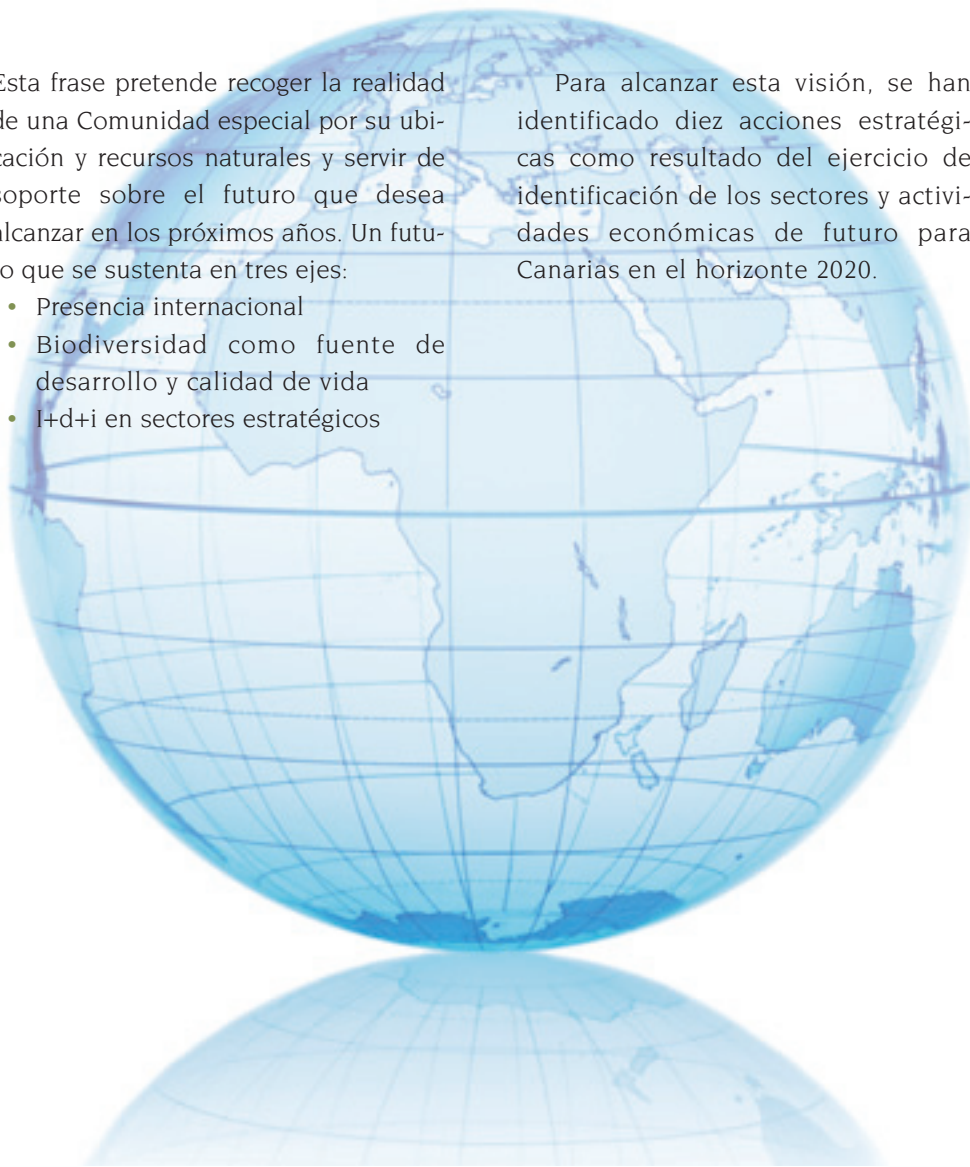 Esta frase pretende recoger la realidad
de una Comunidad especial por su ubi-
cación y recursos naturales y servir de
soporte sobre el futuro que desea
alcanzar en los próximos años. Un futu-
ro que se sustenta en tres ejes:
• Presencia internacional
• Biodiversidad como fuente de
desarrollo y calidad de vida
• I+d+i en sectores estratégicos
Para alcanzar esta visión, se han
identificado diez acciones estratégi-
cas como resultado del ejercicio de
identificación de los sectores y activi-
dades económicas de futuro para
Canarias en el horizonte 2020.